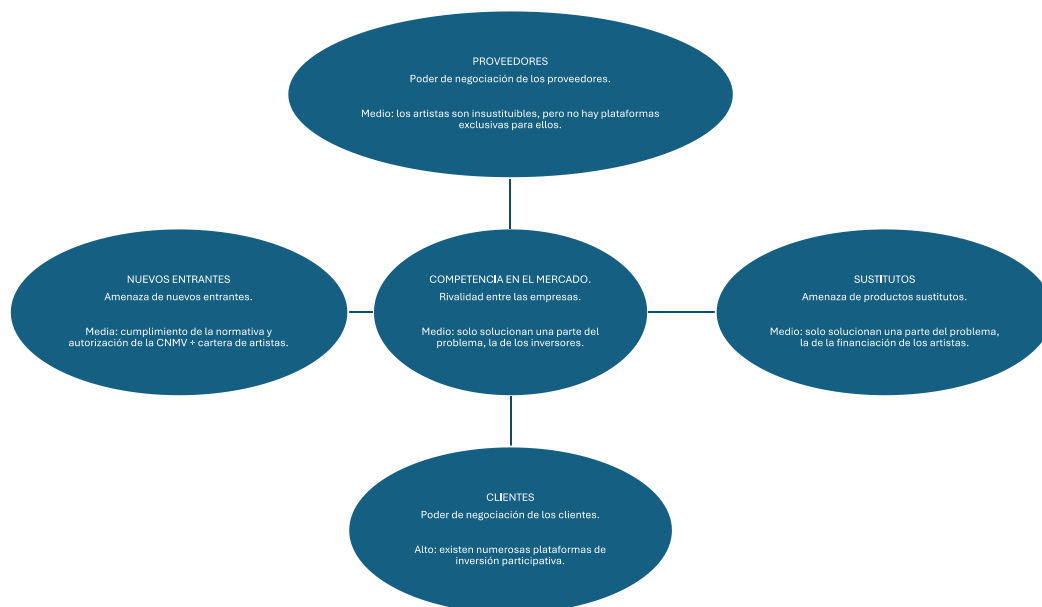 PROVEEDORES
Poder de negociación de los proveedores.
Medio: los artistas son insustituibles, pero no hay plataformas
exclusivas para ellos.
NUEVOS ENTRANTES
Amenaza de nuevos entrantes.
Media: cumplimiento de la normativa y
autorización de la CNMV + cartera de artistas.
COMPETENCIA EN EL MERCADO.
Rivalidad entre las empresas.
Medio: solo solucionan una parte del
problema, la de los inversores.
SUSTITUTOS
Amenaza de productos sustitutos.
Medio: solo solucionan una parte del problema,
la de la financiación de los artistas.
CLIENTES
Poder de negociación de los clientes.
Alto: existen numerosas plataformas de
inversión participativa.